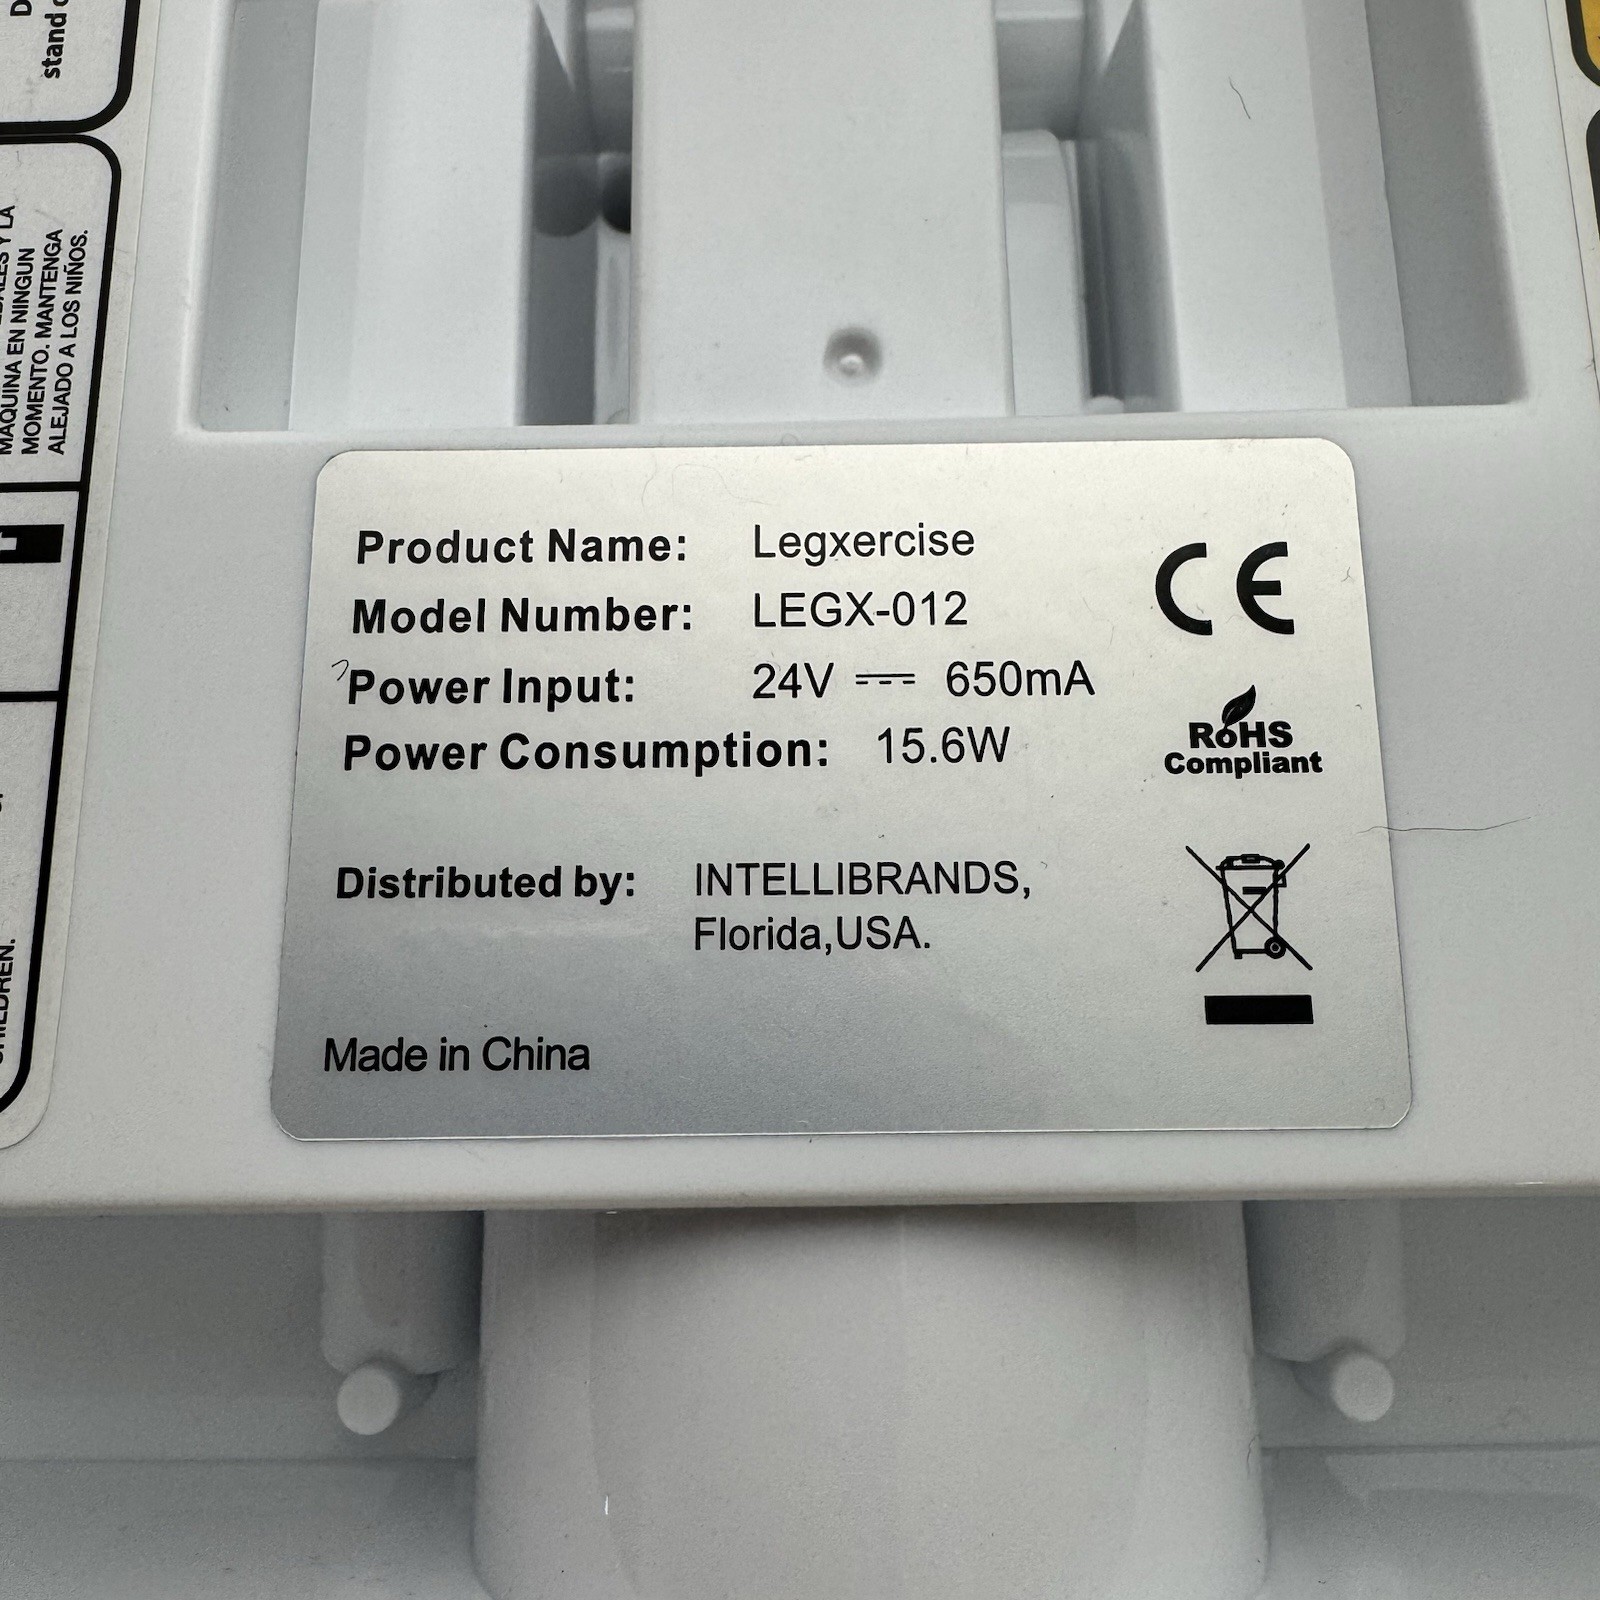 D
stand o
MAQUINA EN NINGUN
MOMENTO. MANTENGA
ALEJADO A LOS NIÑOS.
CHILDREN.
Product Name: Legxercise
Model Number: LEGX-012
Power Input: 24V 650mA
Power Consumption: 15.6W
Distributed by: INTELLIBRANDS,
Florida,USA.
Made in China
CE
RoHS
Compliant